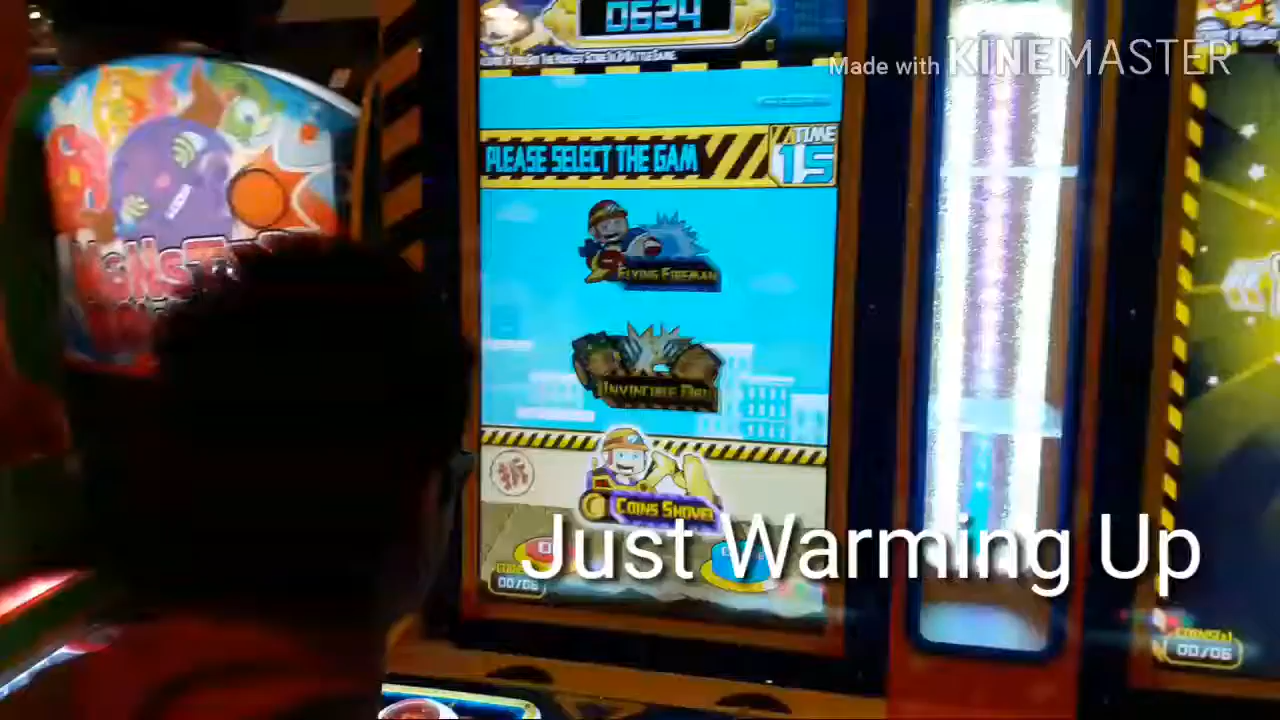 0624
Made with KINEMASTER
PLEASE SELECT THE GAM
TIME
15
FLYING FIREMAN
INVINCIBLE
COINS SHOVEL
Just Warming Up
00/06
COINS(S)
00/06